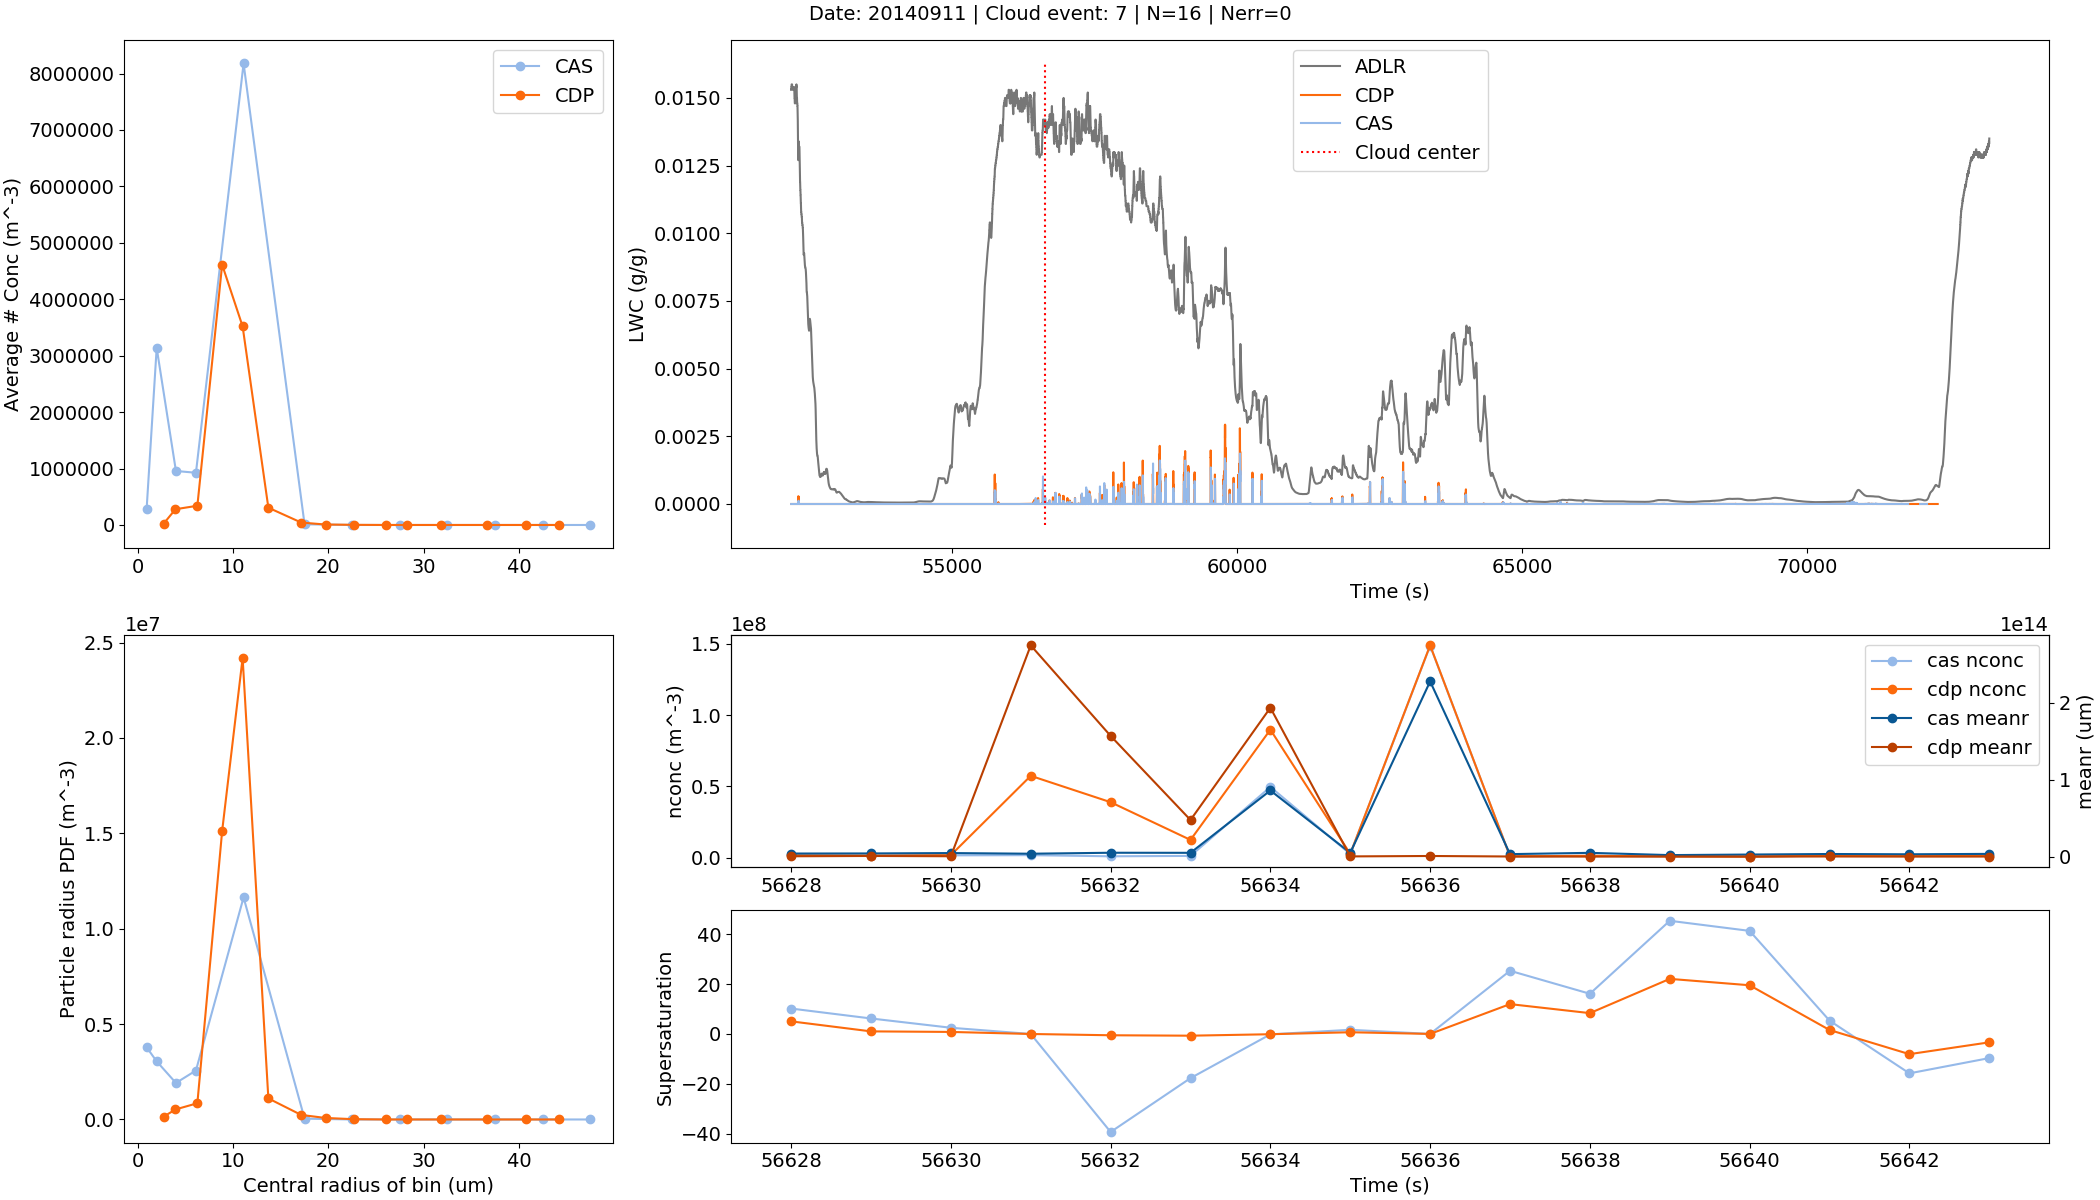 Date: 20140911 | Cloud event: 7 | N=16 | Nerr=0
Average # Conc (m^-3)
8000000
7000000
6000000
5000000
4000000
3000000
2000000
1000000
0
0 10 20 30 40
CAS
CDP
LWC (g/g)
0.0150
0.0125
0.0100
0.0075
0.0050
0.0025
0.0000
55000 60000 65000 70000
Time (s)
ADLR
CDP
CAS
Cloud center
1e7
Particle radius PDF (m^-3)
2.5
2.0
1.5
1.0
0.5
0.0
0 10 20 30 40
Central radius of bin (um)
1e8
1e14
nconc (m^-3)
1.5
1.0
0.5
0.0
56628 56630 56632 56634 56636 56638 56640 56642
2
1
0
meanr (um)
cas nconc
cdp nconc
cas meanr
cdp meanr
Supersaturation
40
20
0
−20
−40
56628 56630 56632 56634 56636 56638 56640 56642
Time (s)